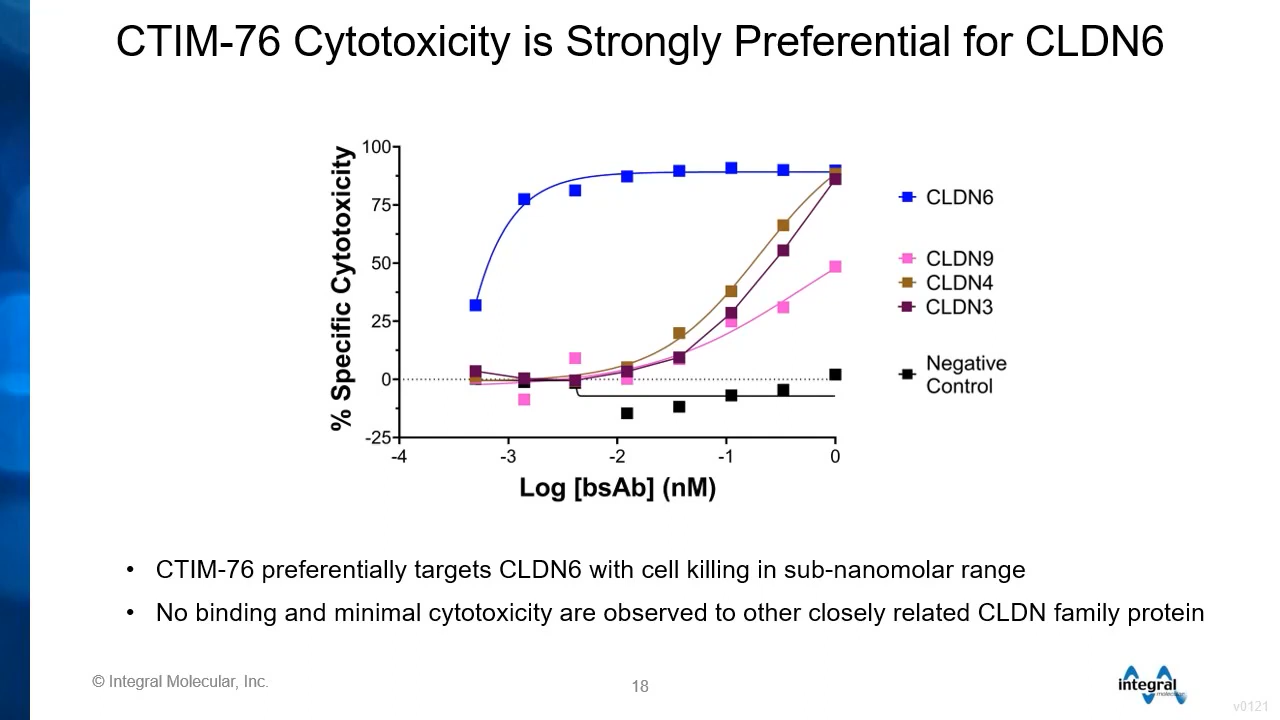 CTIM-76 Cytotoxicity is Strongly Preferential for CLDN6
% Specific Cytotoxicity
100
75
50
25
0
-25
-4
-3
-2
-1
0
Log [bsAb] (nM)
CLDN6
CLDN9
CLDN4
CLDN3
Negative
Control
• CTIM-76 preferentially targets CLDN6 with cell killing in sub-nanomolar range
• No binding and minimal cytotoxicity are observed to other closely related CLDN family protein
© Integral Molecular, Inc.
18
integral
molecular
v0121